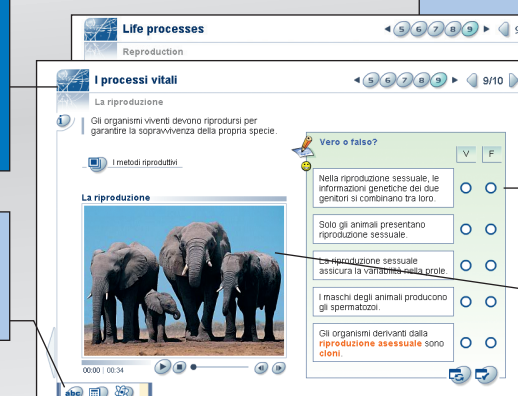 Life processes
5 6 7 8 9
Reproduction
I processi vitali
5 6 7 8 9
9/10
La riproduzione
Gli organismi viventi devono riprodursi per
garantire la sopravvivenza della propria specie.
I metodi riproduttivi
La riproduzione
00:00 | 00:34
abc
Vero o falso?
V F
Nella riproduzione sessuale, le
informazioni genetiche dei due
genitori si combinano tra loro.
Solo gli animali presentano
riproduzione sessuale.
La riproduzione sessuale
assicura la variabilità nella prole.
I maschi degli animali producono
gli spermatozoi.
Gli organismi derivanti dalla
riproduzione asessuale sono
cloni.